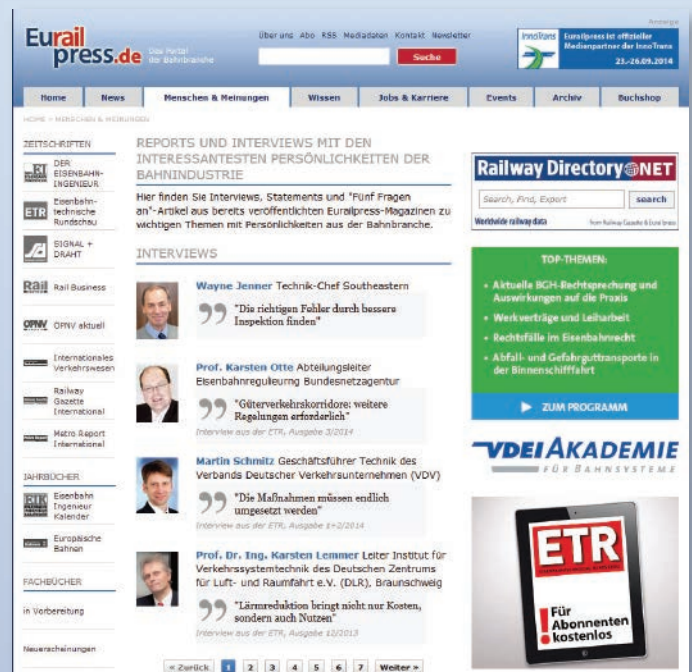 Anzeige
Eurail
press.de
Das Portal
der Bahnbranche
Über uns Abo RSS Mediadaten Kontakt Newsletter
Suche
InnoTrans
Eurailpress ist offizieller
Medienpartner der InnoTrans
23.-26.09.2014
Home News Menschen & Meinungen Wissen Jobs & Karriere Events Archiv Buchshop
HOME > MENSCHEN & MEINUNGEN
ZEITSCHRIFTEN
EI
DER
EISENBAHN-
INGENIEUR
ETR
Eisenbahn-
technische
Rundschau
SIGNAL +
DRAHT
Rail
Rail Business
ÖPNV
ÖPNV aktuell
Internationales
Verkehrswesen
Railway
Gazette
International
Metro Report
International
JAHRBÜCHER
EIK
Eisenbahn
Ingenieur
Kalender
Europäische
Bahnen
FACHBÜCHER
in Vorbereitung
Neuerscheinungen
REPORTS UND INTERVIEWS MIT DEN
INTERESSANTESTEN PERSÖNLICHKEITEN DER
BAHNINDUSTRIE
Hier finden Sie Interviews, Statements und "Fünf Fragen
an"-Artikel aus bereits veröffentlichten Eurailpress-Magazinen zu
wichtigen Themen mit Persönlichkeiten aus der Bahnbranche.
INTERVIEWS
Wayne Jenner Technik-Chef Southeastern
"Die richtigen Fehler durch bessere
Inspektion finden"
Prof. Karsten Otte Abteilungsleiter
Eisenbahnregulieurng Bundesnetzagentur
"Güterverkehrskorridore: weitere
Regelungen erforderlich"
Interview aus der ETR, Ausgabe 3/2014
Martin Schmitz Geschäftsführer Technik des
Verbands Deutscher Verkehrsunternehmen (VDV)
"Die Maßnahmen müssen endlich
umgesetzt werden"
Interview aus der ETR, Ausgabe 1+2/2014
Prof. Dr. Ing. Karsten Lemmer Leiter Institut für
Verkehrssystemtechnik des Deutschen Zentrums
für Luft- und Raumfahrt e.V. (DLR), Braunschweig
"Lärmreduktion bringt nicht nur Kosten,
sondern auch Nutzen"
Interview aus der ETR, Ausgabe 12/2013
« Zurück 1 2 3 4 5 6 7 Weiter »
Railway Directory NET
Search, Find, Export
search
Worldwide railway data
from Railway Gazette & Eurailpress
TOP-THEMEN:
• Aktuelle BGH-Rechtsprechung und
Auswirkungen auf die Praxis
• Werkverträge und Leiharbeit
• Rechtsfälle im Eisenbahnrecht
• Abfall- und Gefahrguttransporte in
der Binnenschifffahrt
ZUM PROGRAMM
VDEI AKADEMIE
FÜR BAHNSYSTEME
ETR
! Für
Abonnenten
kostenlos